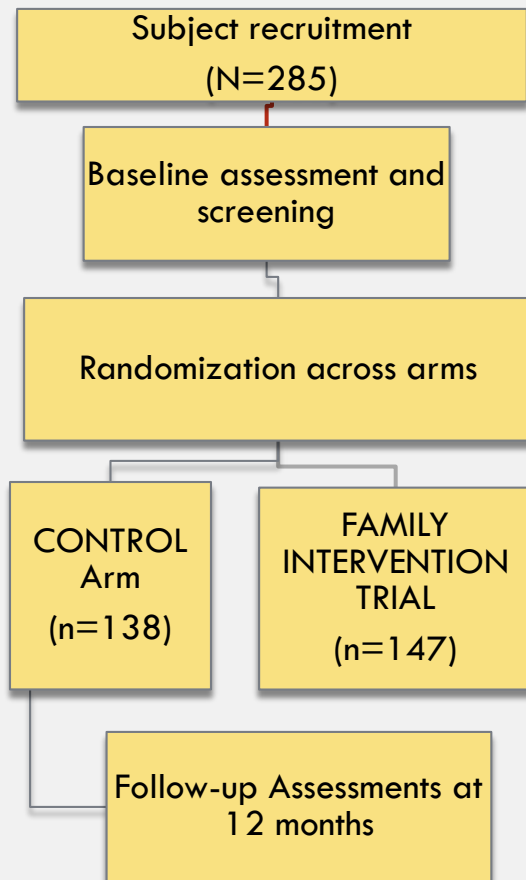 Subject recruitment
(N=285)
Baseline assessment and
screening
Randomization across arms
CONTROL
Arm
(n=138)
FAMILY
INTERVENTION
TRIAL
(n=147)
Follow-up Assessments at
12 months